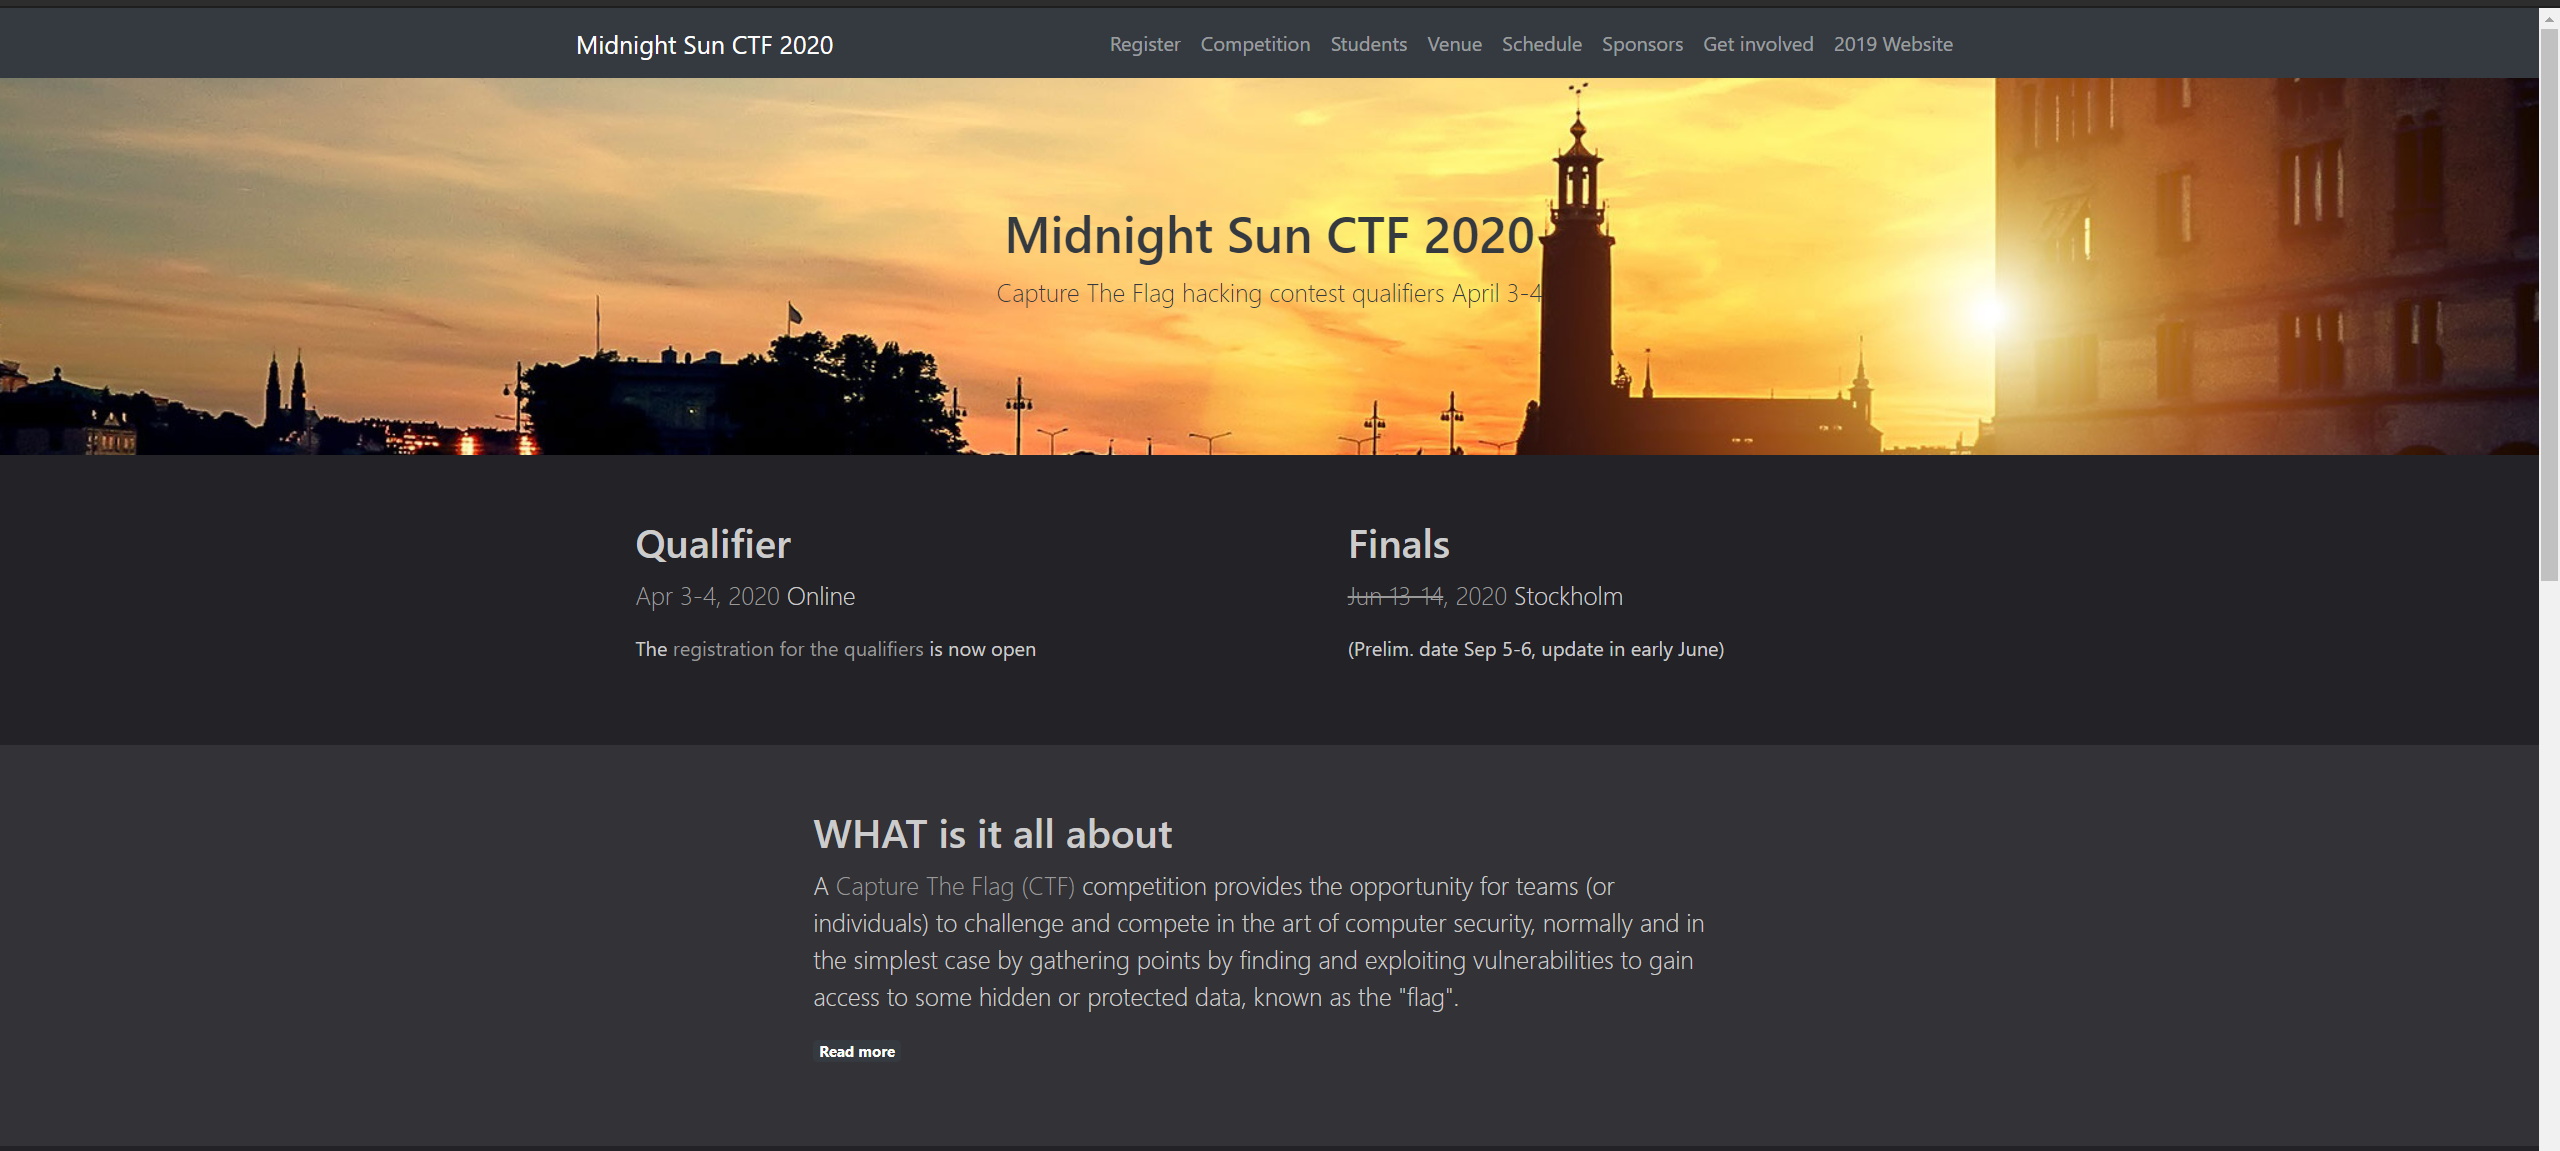 Midnight Sun CTF 2020
Register Competition Students Venue Schedule Sponsors Get involved 2019 Website
Midnight Sun CTF 2020
Capture The Flag hacking contest qualifiers April 3-4
Qualifier
Apr 3-4, 2020 Online
The registration for the qualifiers is now open
Finals
Jun 13-14, 2020 Stockholm
(Prelim. date Sep 5-6, update in early June)
WHAT is it all about
A Capture The Flag (CTF) competition provides the opportunity for teams (or
individuals) to challenge and compete in the art of computer security, normally and in
the simplest case by gathering points by finding and exploiting vulnerabilities to gain
access to some hidden or protected data, known as the "flag".
Read more